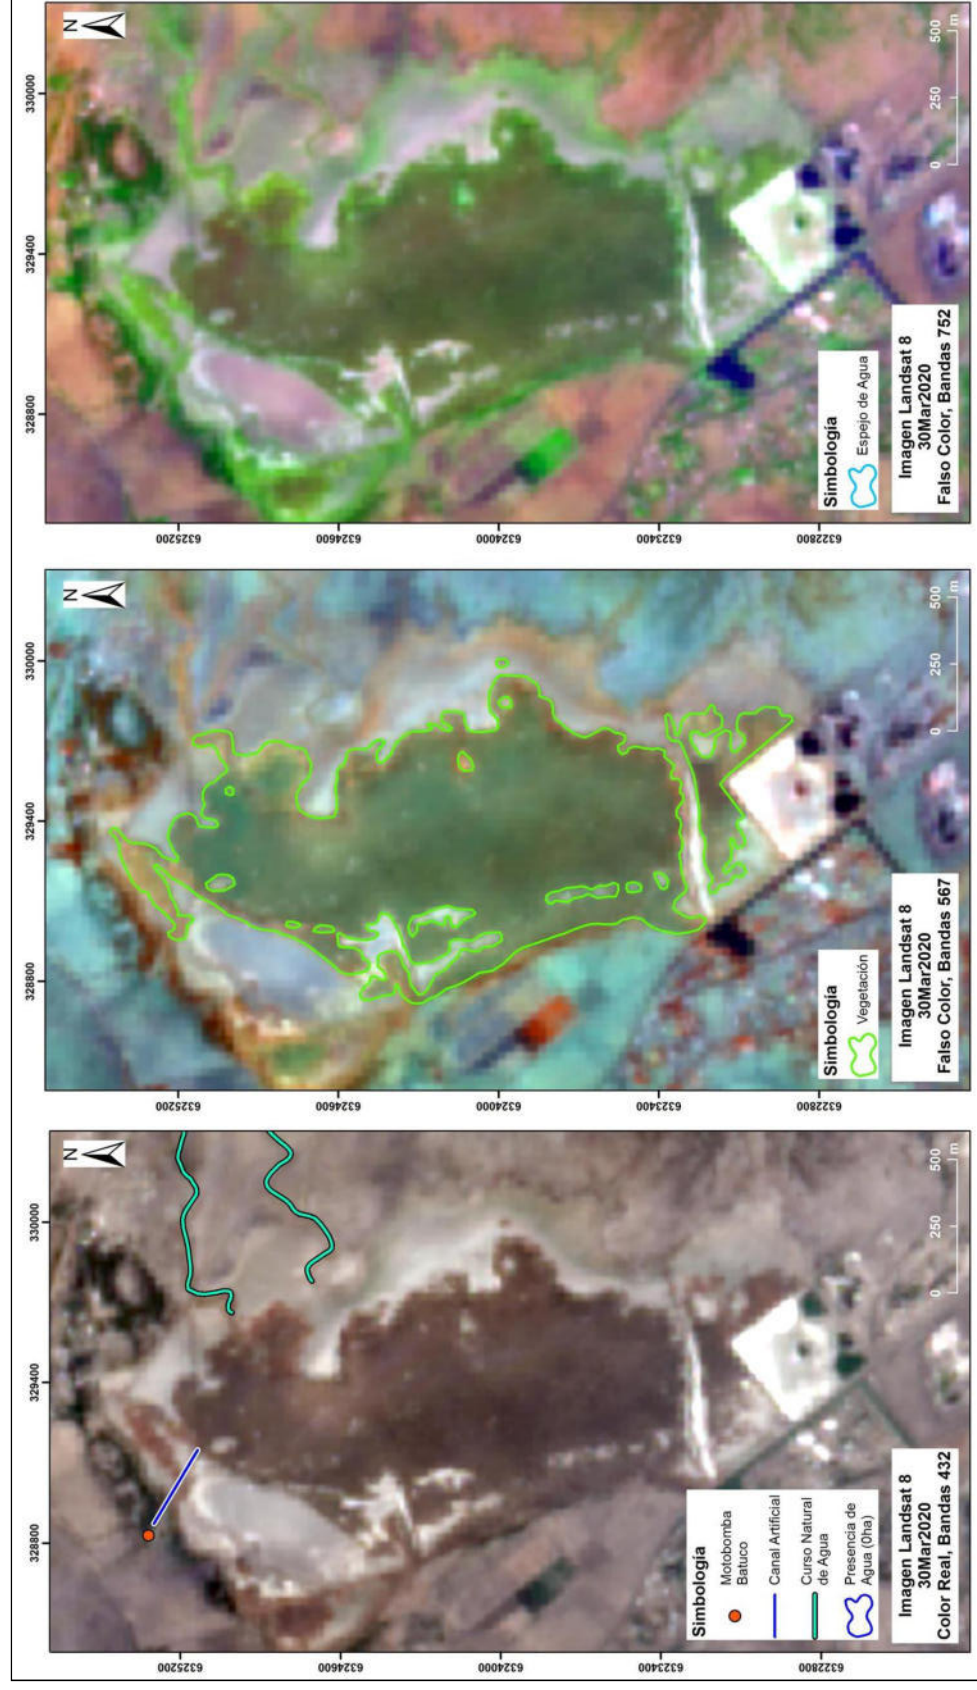 N
328800
329400
330000
6325200
6324600
6324000
6323400
6322800
Simbología
Motobomba
Batuco
Canal Artificial
Curso Natural
de Agua
Presencia de
Agua (0ha)
Imagen Landsat 8
30Mar2020
Color Real, Bandas 432
0 250 500
m
N
328800
329400
330000
6325200
6324600
6324000
6323400
6322800
Simbología
Vegetación
Imagen Landsat 8
30Mar2020
Falso Color, Bandas 567
0 250 500
m
N
328800
329400
330000
6325200
6324600
6324000
6323400
6322800
Simbología
Espejo de Agua
Imagen Landsat 8
30Mar2020
Falso Color, Bandas 752
0 250 500
m